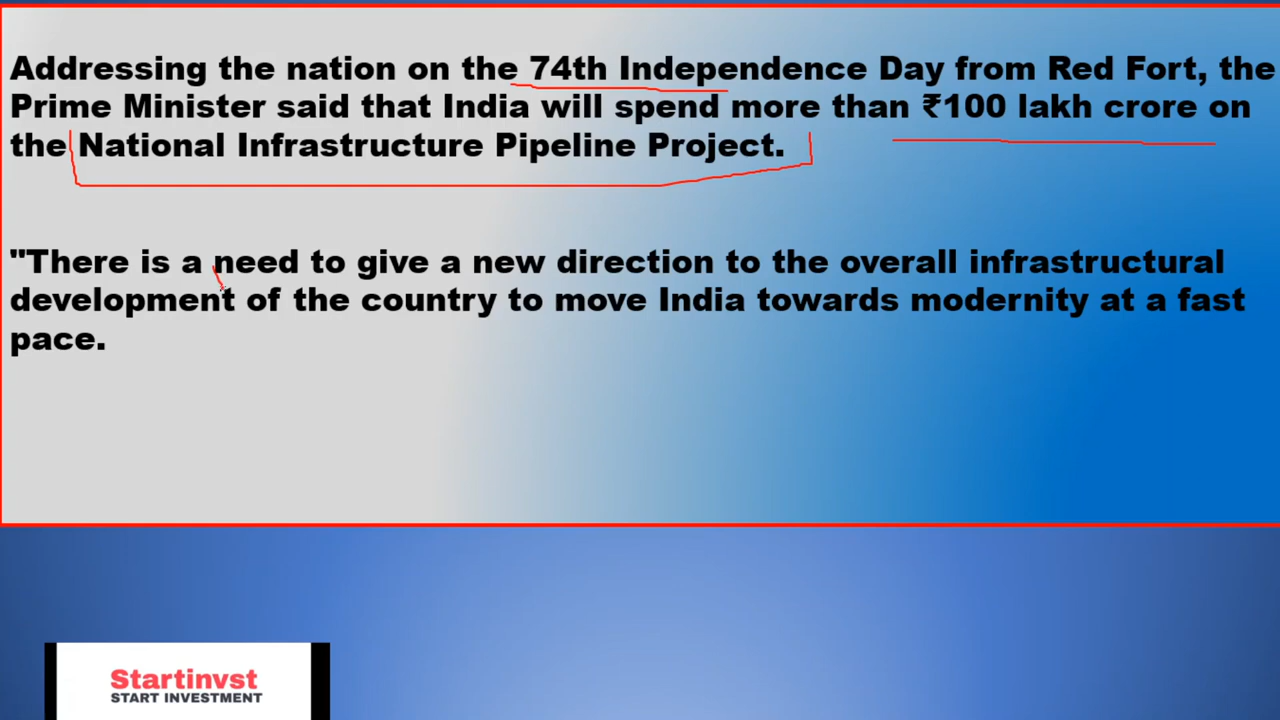 Addressing the nation on the 74th Independence Day from Red Fort, the
Prime Minister said that India will spend more than ₹100 lakh crore on
the National Infrastructure Pipeline Project.
"There is a need to give a new direction to the overall infrastructural
development of the country to move India towards modernity at a fast
pace.
Startinvst
START INVESTMENT